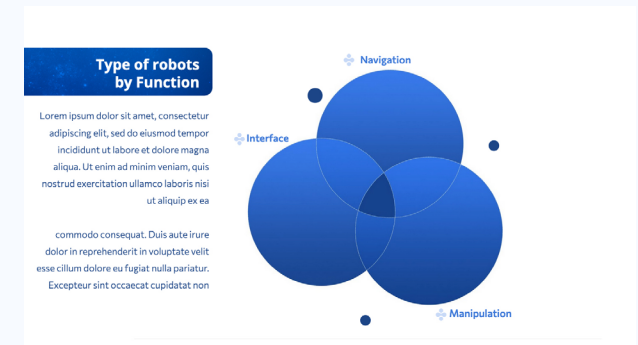 Type of robots
by Function
Lorem ipsum dolor sit amet, consectetur
adipiscing elit, sed do eiusmod tempor
incididunt ut labore et dolore magna
aliqua. Ut enim ad minim veniam, quis
nostrud exercitation ullamco laboris nisi
ut aliquip ex ea
commodo consequat. Duis aute irure
dolor in reprehenderit in voluptate velit
esse cillum dolore eu fugiat nulla pariatur.
Excepteur sint occaecat cupidatat non
Navigation
Interface
Manipulation